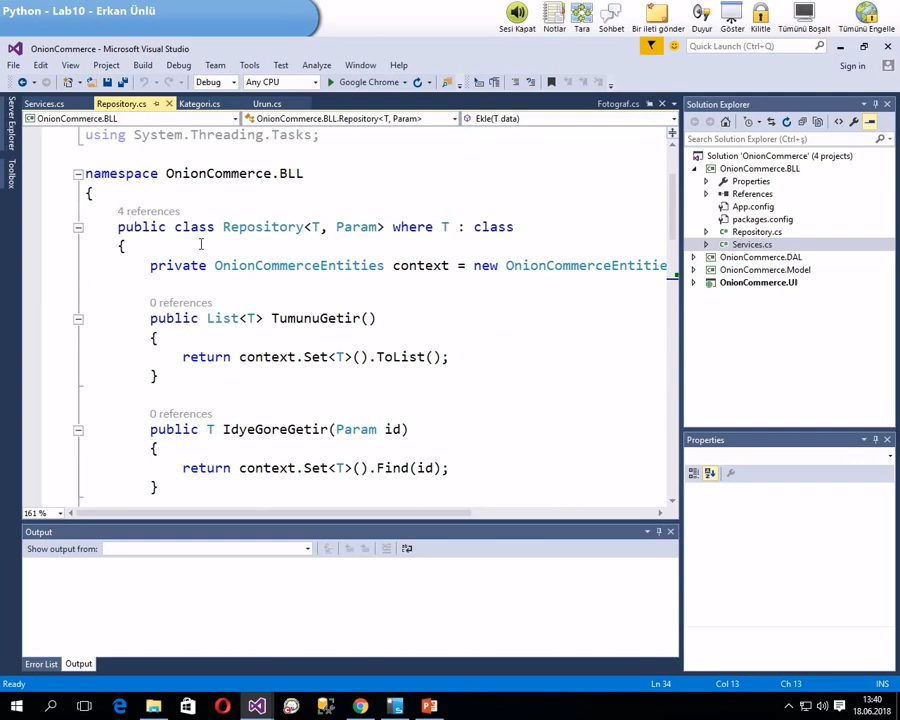 Python - Lab10 - Erkan Ünlü
Sesi Kapat
Notlar
Tara
Sohbet
Bir ileti gönder
Duyur
Göster
Kilitle
Tümünü Boşalt
Tümünü Engelle
OnionCommerce - Microsoft Visual Studio
Quick Launch (Ctrl+Q)
File Edit View Project Build Debug Team Tools Test Analyze Window Help
Sign in
Debug Any CPU Google Chrome
Server Explorer
Toolbox
Services.cs Repository.cs Kategori.cs Urun.cs Fotograf.cs
OnionCommerce.BLL OnionCommerce.BLL.Repository<T, Param> Ekle(T data)
using System.Threading.Tasks;
namespace OnionCommerce.BLL
{
4 references
public class Repository<T, Param> where T : class
{
private OnionCommerceEntities context = new OnionCommerceEntitie
0 references
public List<T> TumunuGetir()
{
return context.Set<T>().ToList();
}
0 references
public T IdyeGoreGetir(Param id)
{
return context.Set<T>().Find(id);
}
161 %
Solution Explorer
Search Solution Explorer (Ctrl+ş)
Solution 'OnionCommerce' (4 projects)
OnionCommerce.BLL
Properties
References
App.config
packages.config
Repository.cs
Services.cs
OnionCommerce.DAL
OnionCommerce.Model
OnionCommerce.UI
Properties
Output
Show output from:
Error List Output
Ready
Ln 34 Col 13 Ch 13 INS
13:40
18.06.2018